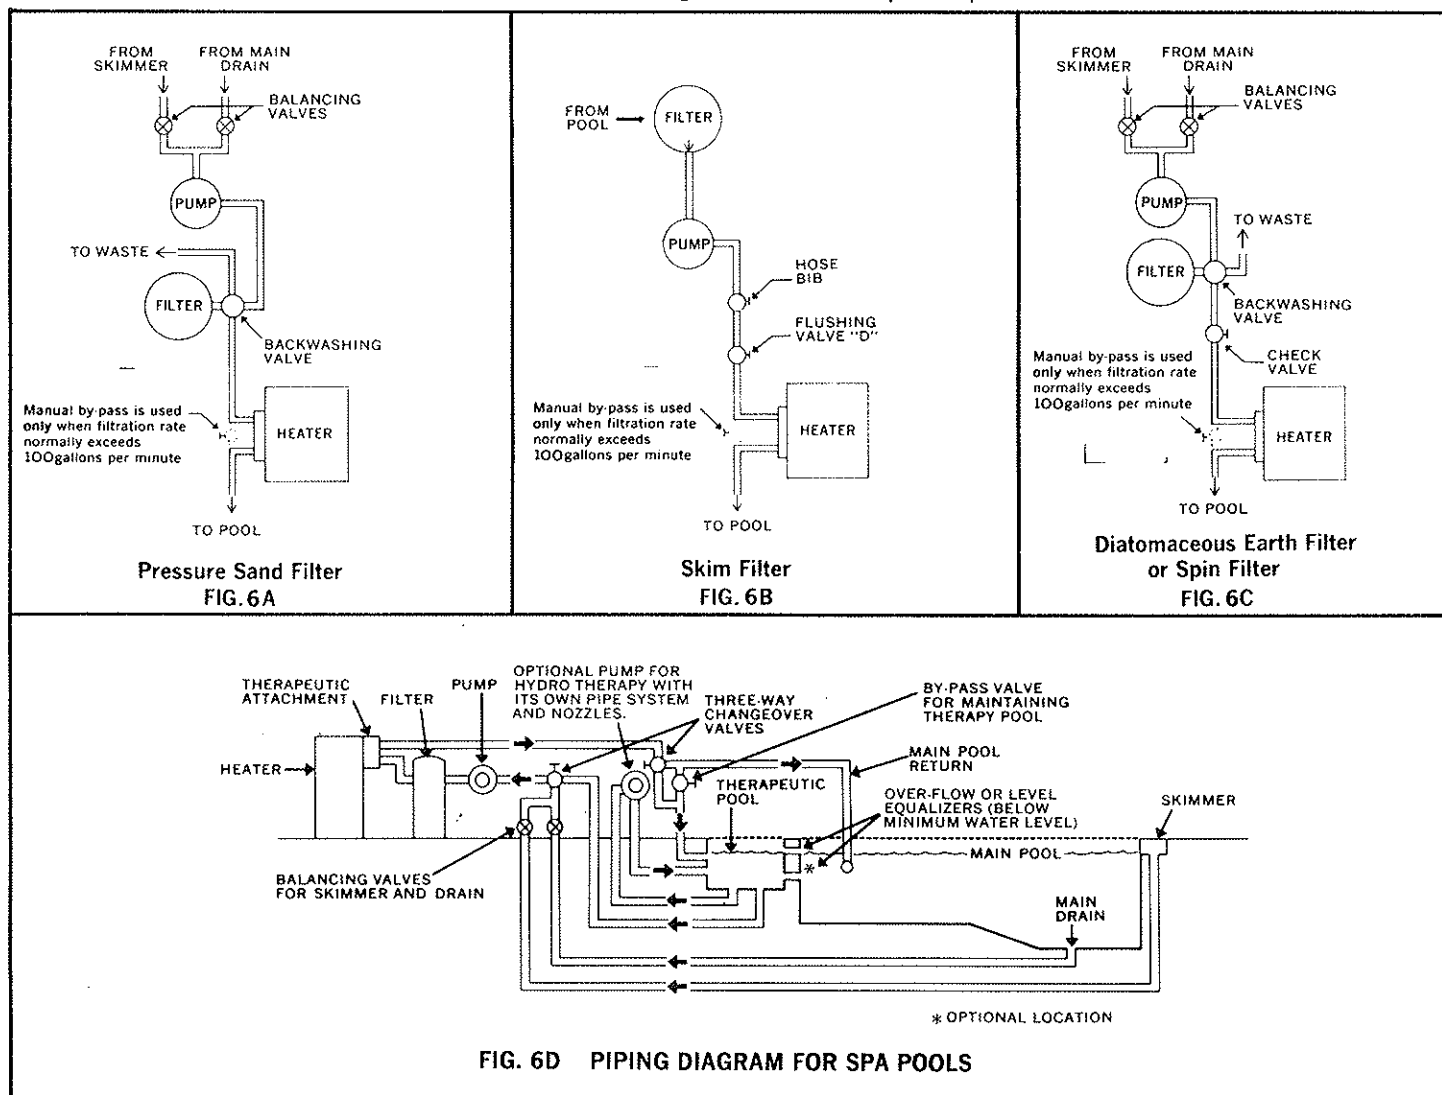 FROM
SKIMMER
FROM MAIN
DRAIN
BALANCING
VALVES
PUMP
TO WASTE
FILTER
BACKWASHING
VALVE
Manual by-pass is used
only when filtration rate
normally exceeds
100gallons per minute
HEATER
TO POOL
Pressure Sand Filter
FIG. 6A
FROM
POOL
FILTER
PUMP
HOSE
BIB
FLUSHING
VALVE "D"
Manual by-pass is used
only when filtration rate
normally exceeds
100gallons per minute
HEATER
TO POOL
Skim Filter
FIG. 6B
FROM
SKIMMER
FROM MAIN
DRAIN
BALANCING
VALVES
PUMP
TO WASTE
FILTER
BACKWASHING
VALVE
CHECK
VALVE
Manual by-pass is used
only when filtration rate
normally exceeds
100gallons per minute
HEATER
TO POOL
Diatomaceous Earth Filter
or Spin Filter
FIG. 6C
THERAPEUTIC
ATTACHMENT
FILTER
PUMP
OPTIONAL PUMP FOR
HYDRO THERAPY WITH
ITS OWN PIPE SYSTEM
AND NOZZLES.
THREE-WAY
CHANGEOVER
VALVES
BY-PASS VALVE
FOR MAINTAINING
THERAPY POOL
HEATER
MAIN POOL
RETURN
THERAPEUTIC
POOL
OVER-FLOW OR LEVEL
EQUALIZERS (BELOW
MINIMUM WATER LEVEL)
SKIMMER
MAIN POOL
*
BALANCING VALVES
FOR SKIMMER AND DRAIN
MAIN
DRAIN
* OPTIONAL LOCATION
FIG. 6D PIPING DIAGRAM FOR SPA POOLS